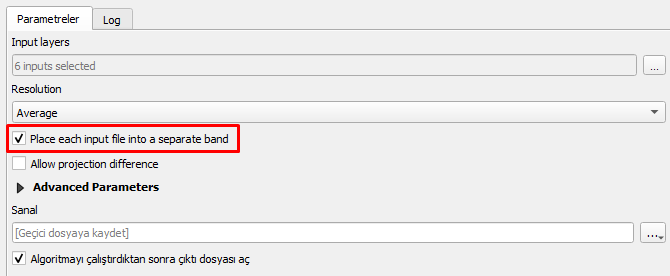 Parametreler Log
Input layers
6 inputs selected ...
Resolution
Average
Place each input file into a separate band
Allow projection difference
Advanced Parameters
Sanal
[Geçici dosyaya kaydet] ...
Algoritmayı çalıştırdıktan sonra çıktı dosyası aç